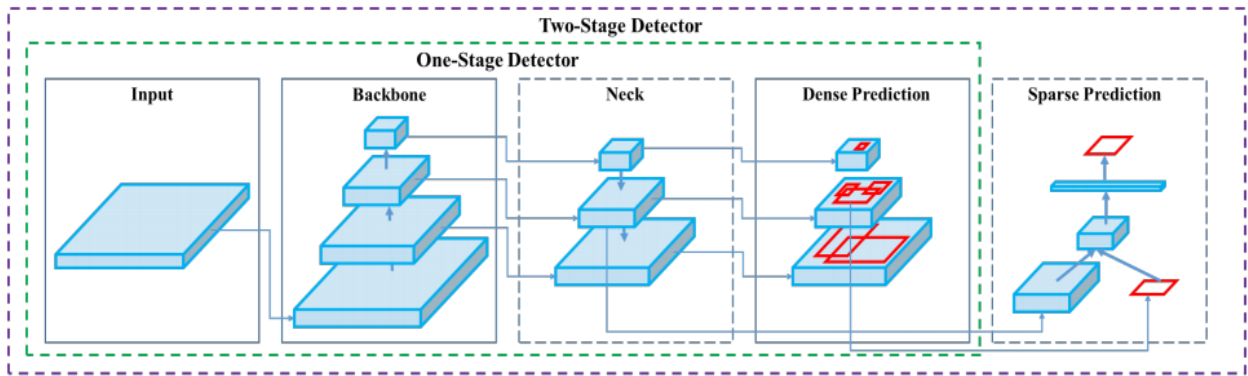 Two-Stage Detector
One-Stage Detector
Input
Backbone
Neck
Dense Prediction
Sparse Prediction